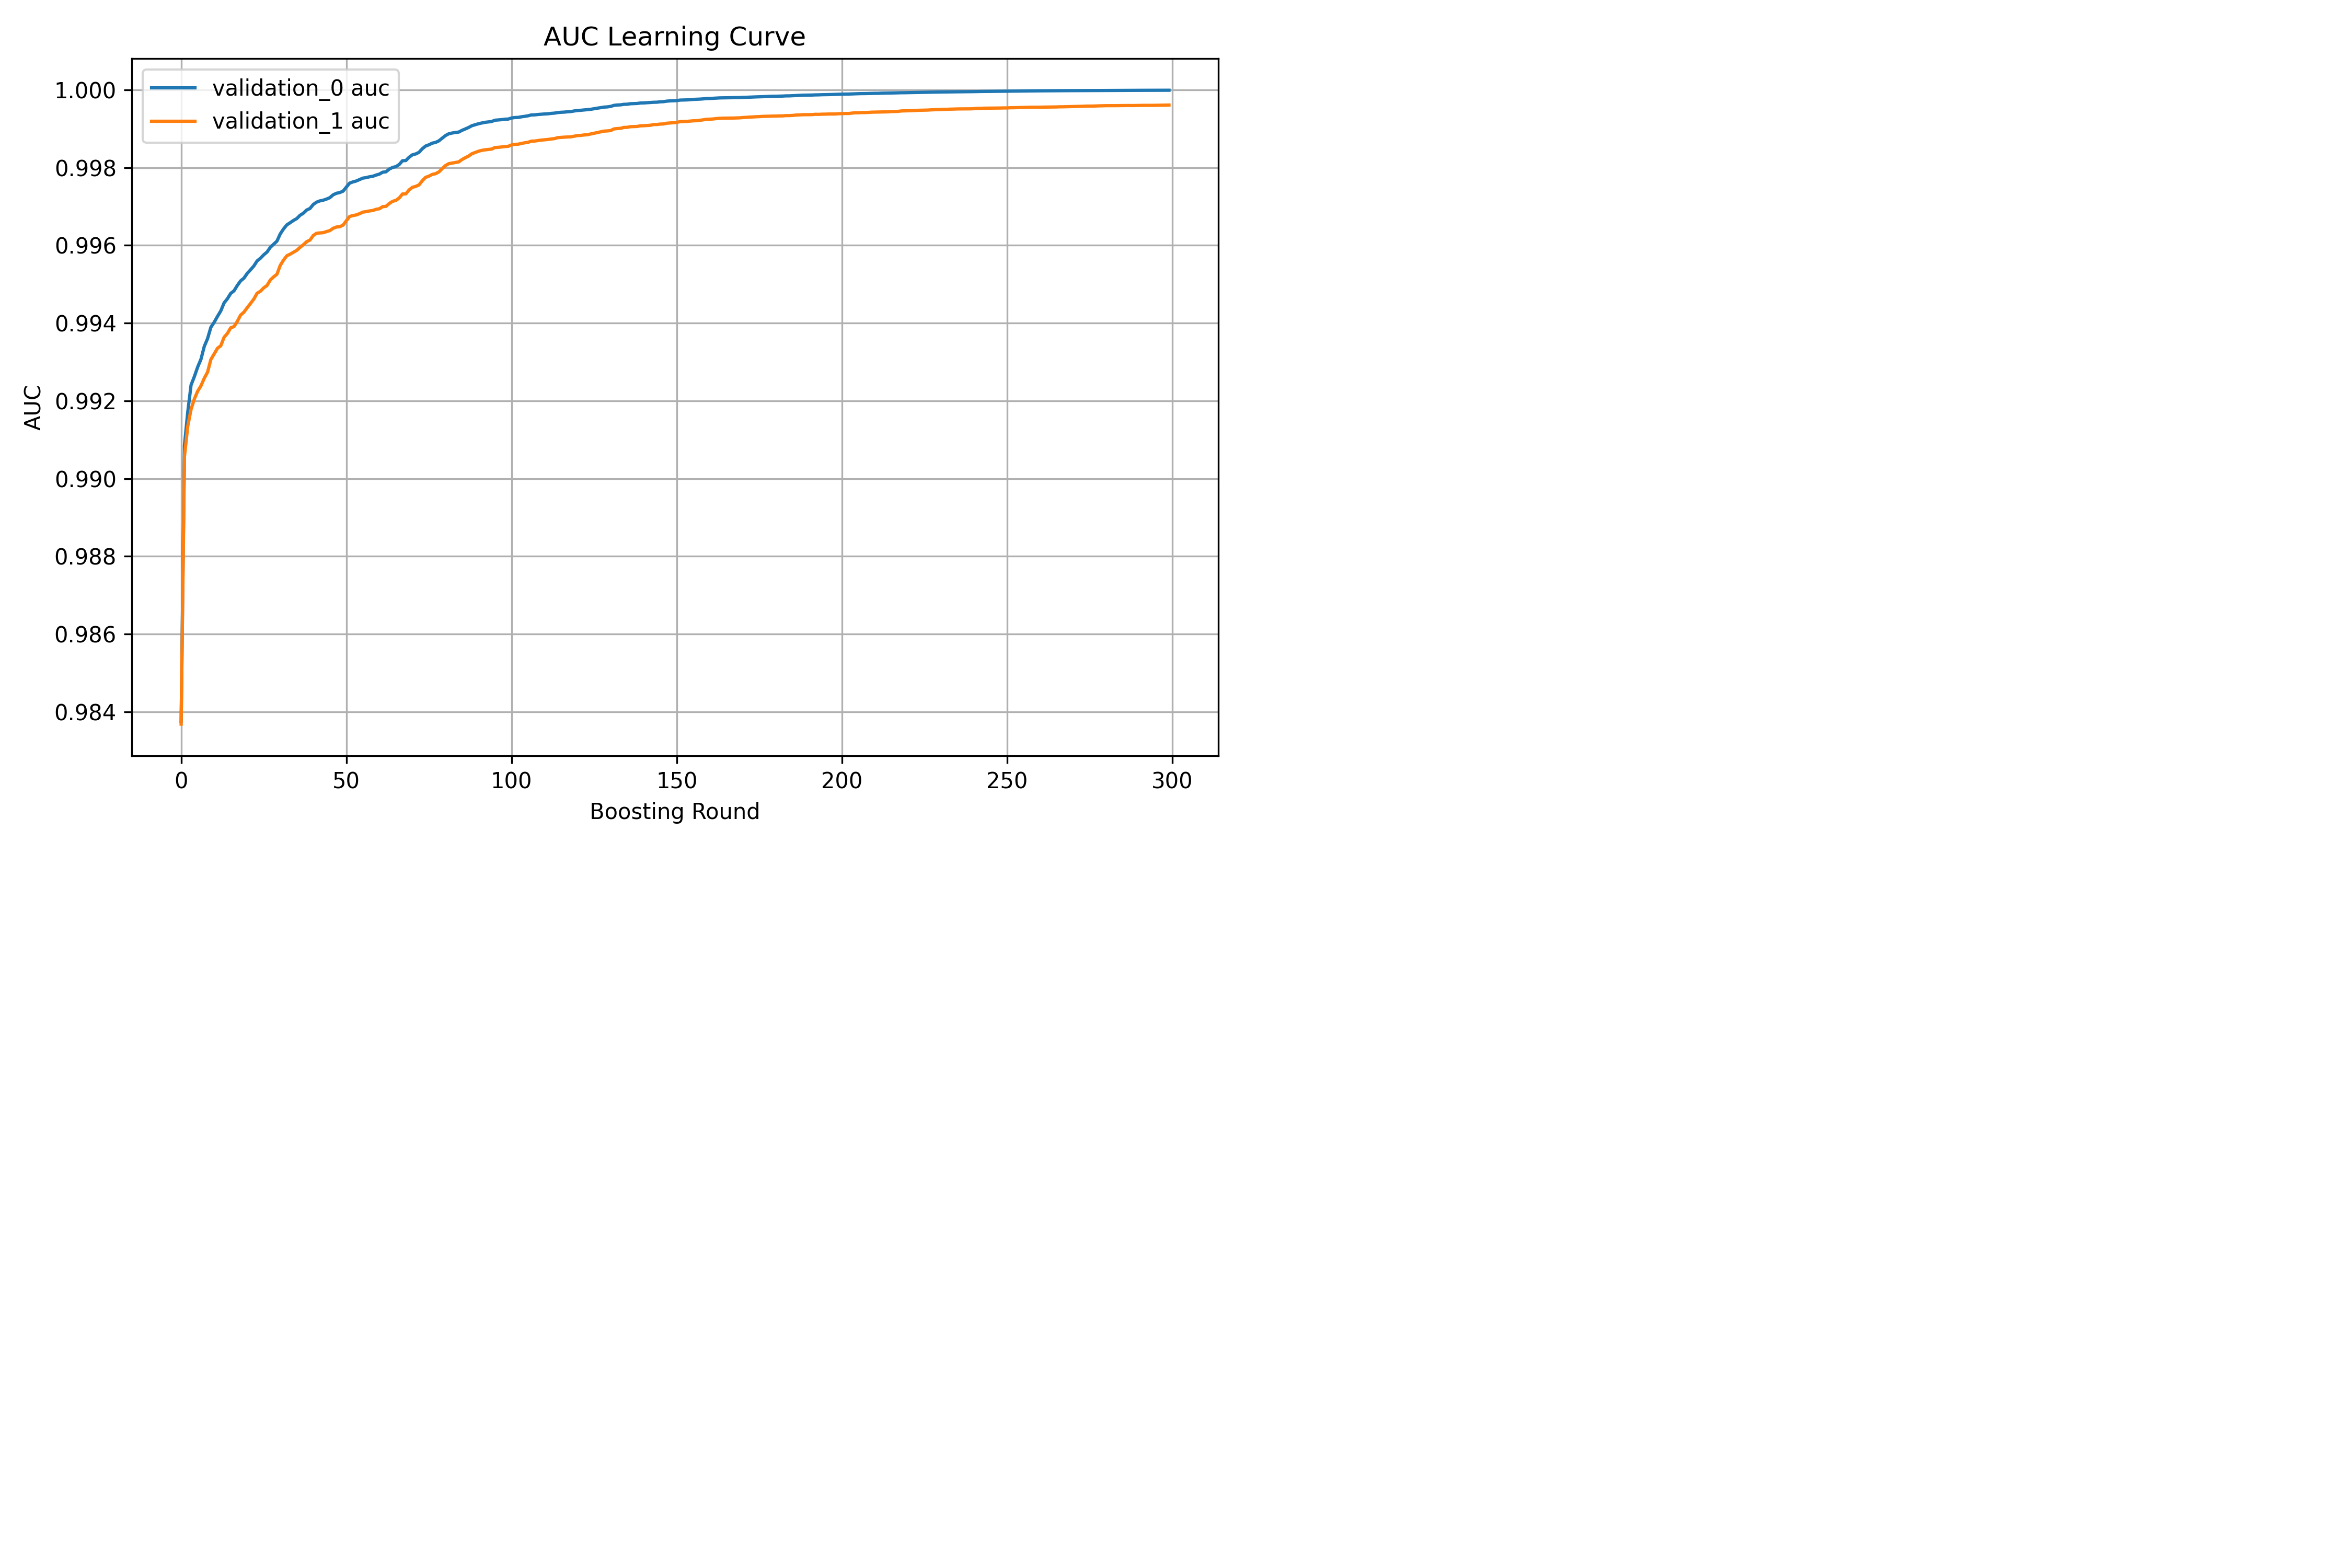 AUC Learning Curve
validation_0 auc
validation_1 auc
1.000
0.998
0.996
0.994
0.992
0.990
0.988
0.986
0.984
AUC
0 50 100 150 200 250 300
Boosting Round